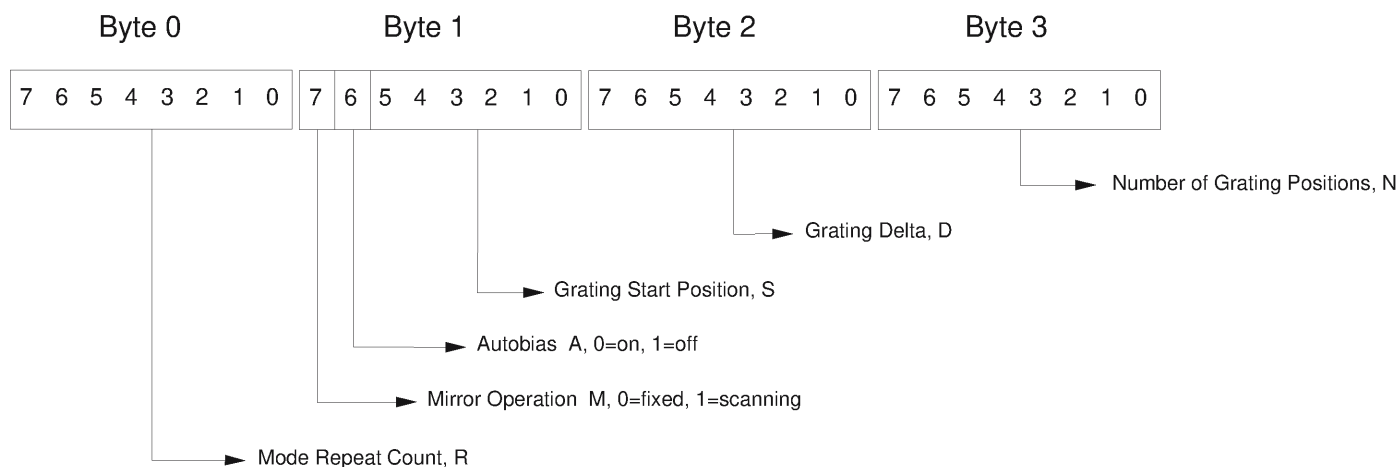 Byte 0 Byte 1 Byte 2 Byte 3
7 6 5 4 3 2 1 0 7 6 5 4 3 2 1 0 7 6 5 4 3 2 1 0 7 6 5 4 3 2 1 0
Number of Grating Positions, N
Grating Delta, D
Grating Start Position, S
Autobias A, 0=on, 1=off
Mirror Operation M, 0=fixed, 1=scanning
Mode Repeat Count, R